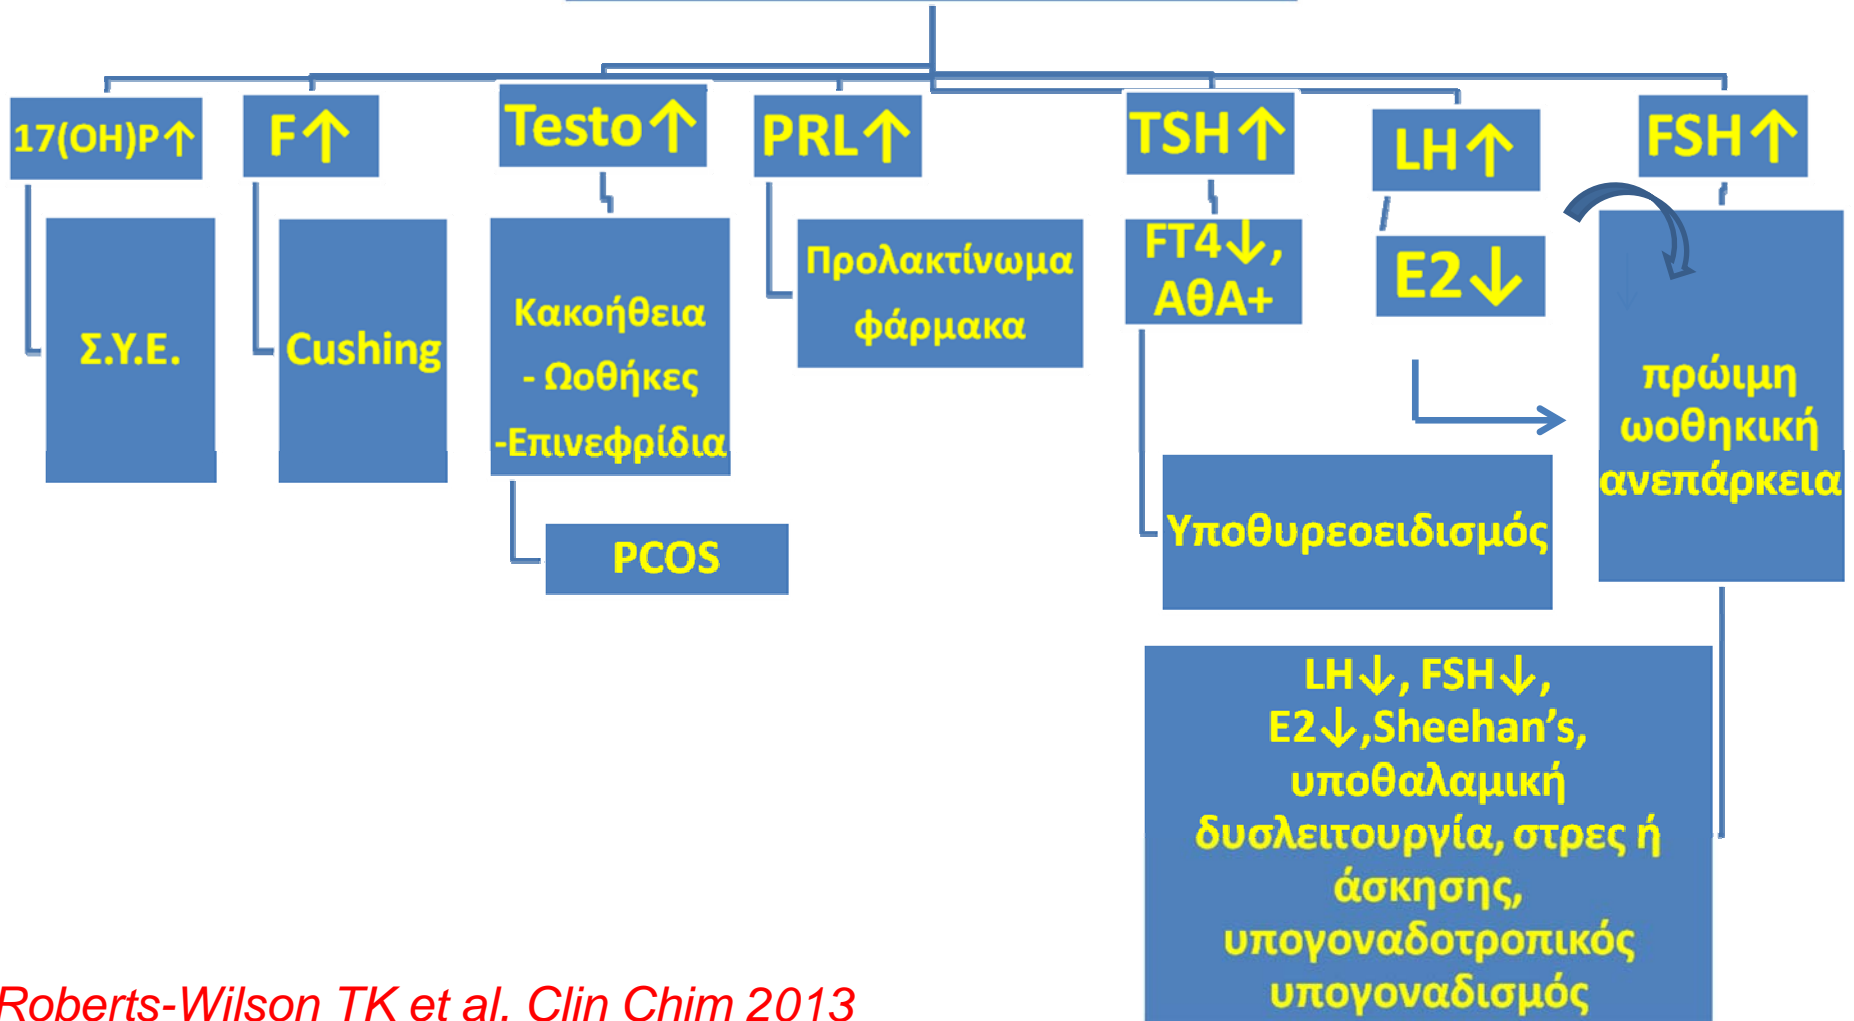 17(OH)P↑
F↑
Testo↑
PRL↑
TSH↑
LH↑
FSH↑
Σ.Υ.Ε.
Cushing
Κακοήθεια
- Ωοθήκες
-Επινεφρίδια
PCOS
Προλακτίνωμα
φάρμακα
FT4↓,
ΑθΑ+
Υποθυρεοειδισμός
E2↓
πρώιμη
ωοθηκική
ανεπάρκεια
LH↓, FSH↓,
E2↓,Sheehan’s,
υποθαλαμική
δυσλειτουργία, στρες ή
άσκησης,
υπογοναδοτροπικός
υπογοναδισμός
Roberts-Wilson TK et al. Clin Chim 2013